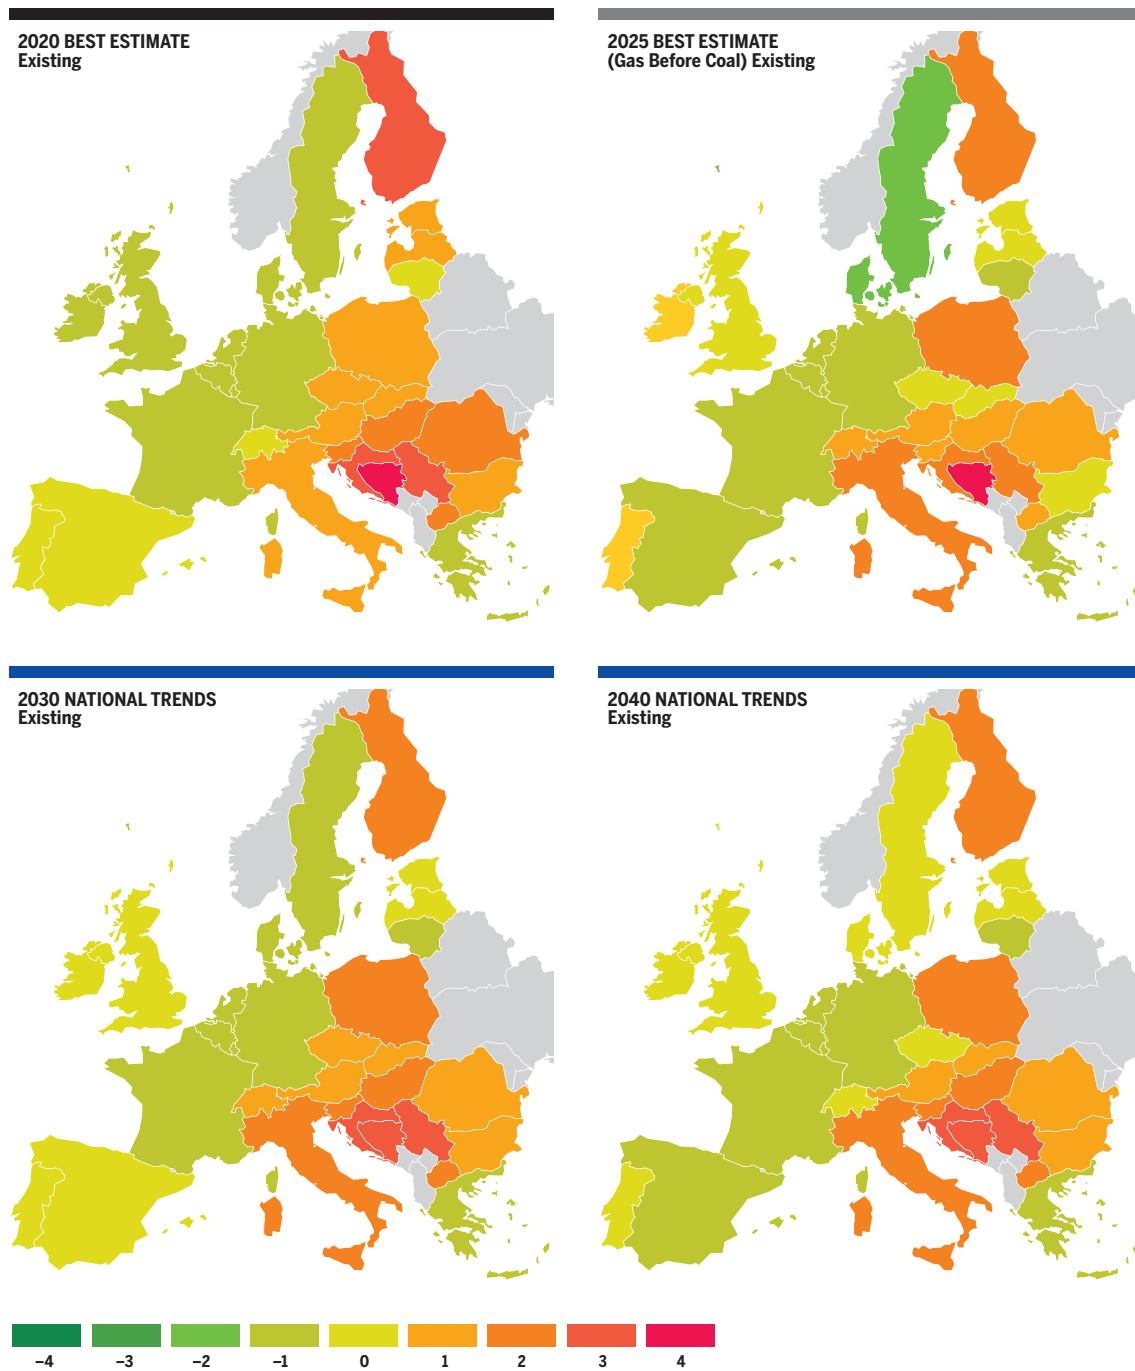 2020 BEST ESTIMATE
Existing
2025 BEST ESTIMATE
(Gas Before Coal) Existing
2030 NATIONAL TRENDS
Existing
2040 NATIONAL TRENDS
Existing
–4 –3 –2 –1 0 1 2 3 4